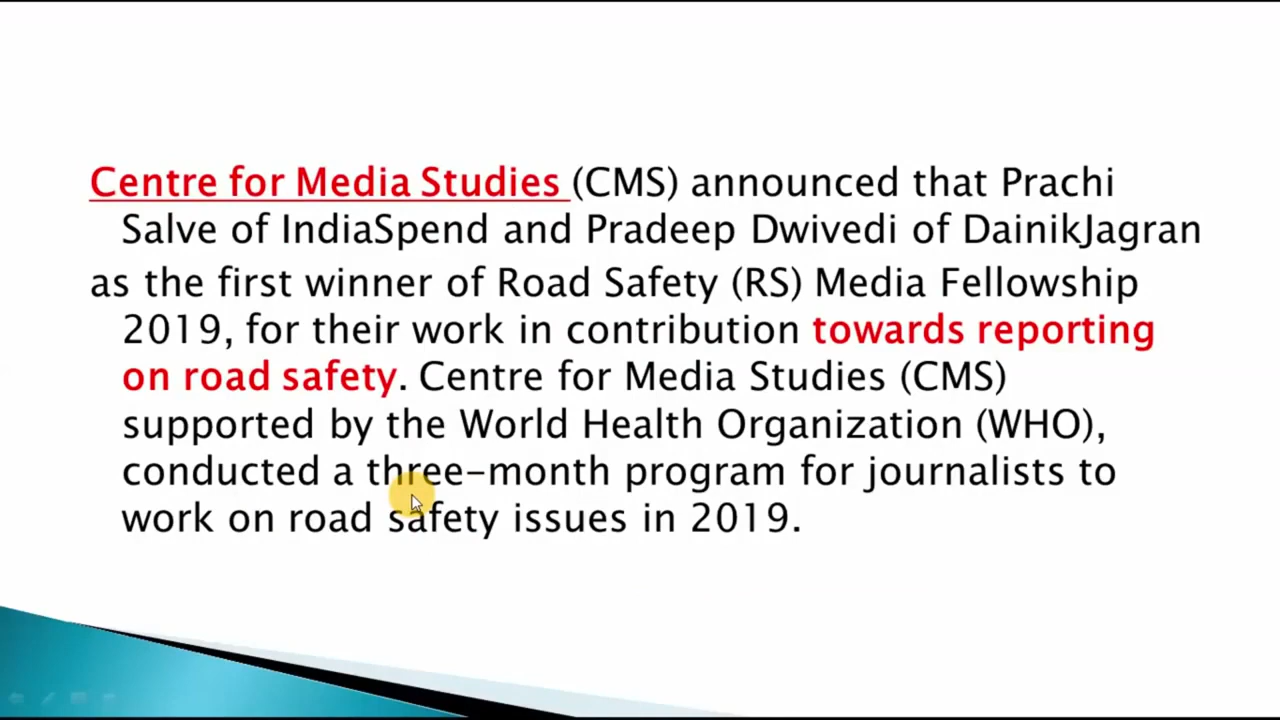 Centre for Media Studies (CMS) announced that Prachi
Salve of IndiaSpend and Pradeep Dwivedi of DainikJagran
as the first winner of Road Safety (RS) Media Fellowship
2019, for their work in contribution towards reporting
on road safety. Centre for Media Studies (CMS)
supported by the World Health Organization (WHO),
conducted a three-month program for journalists to
work on road safety issues in 2019.